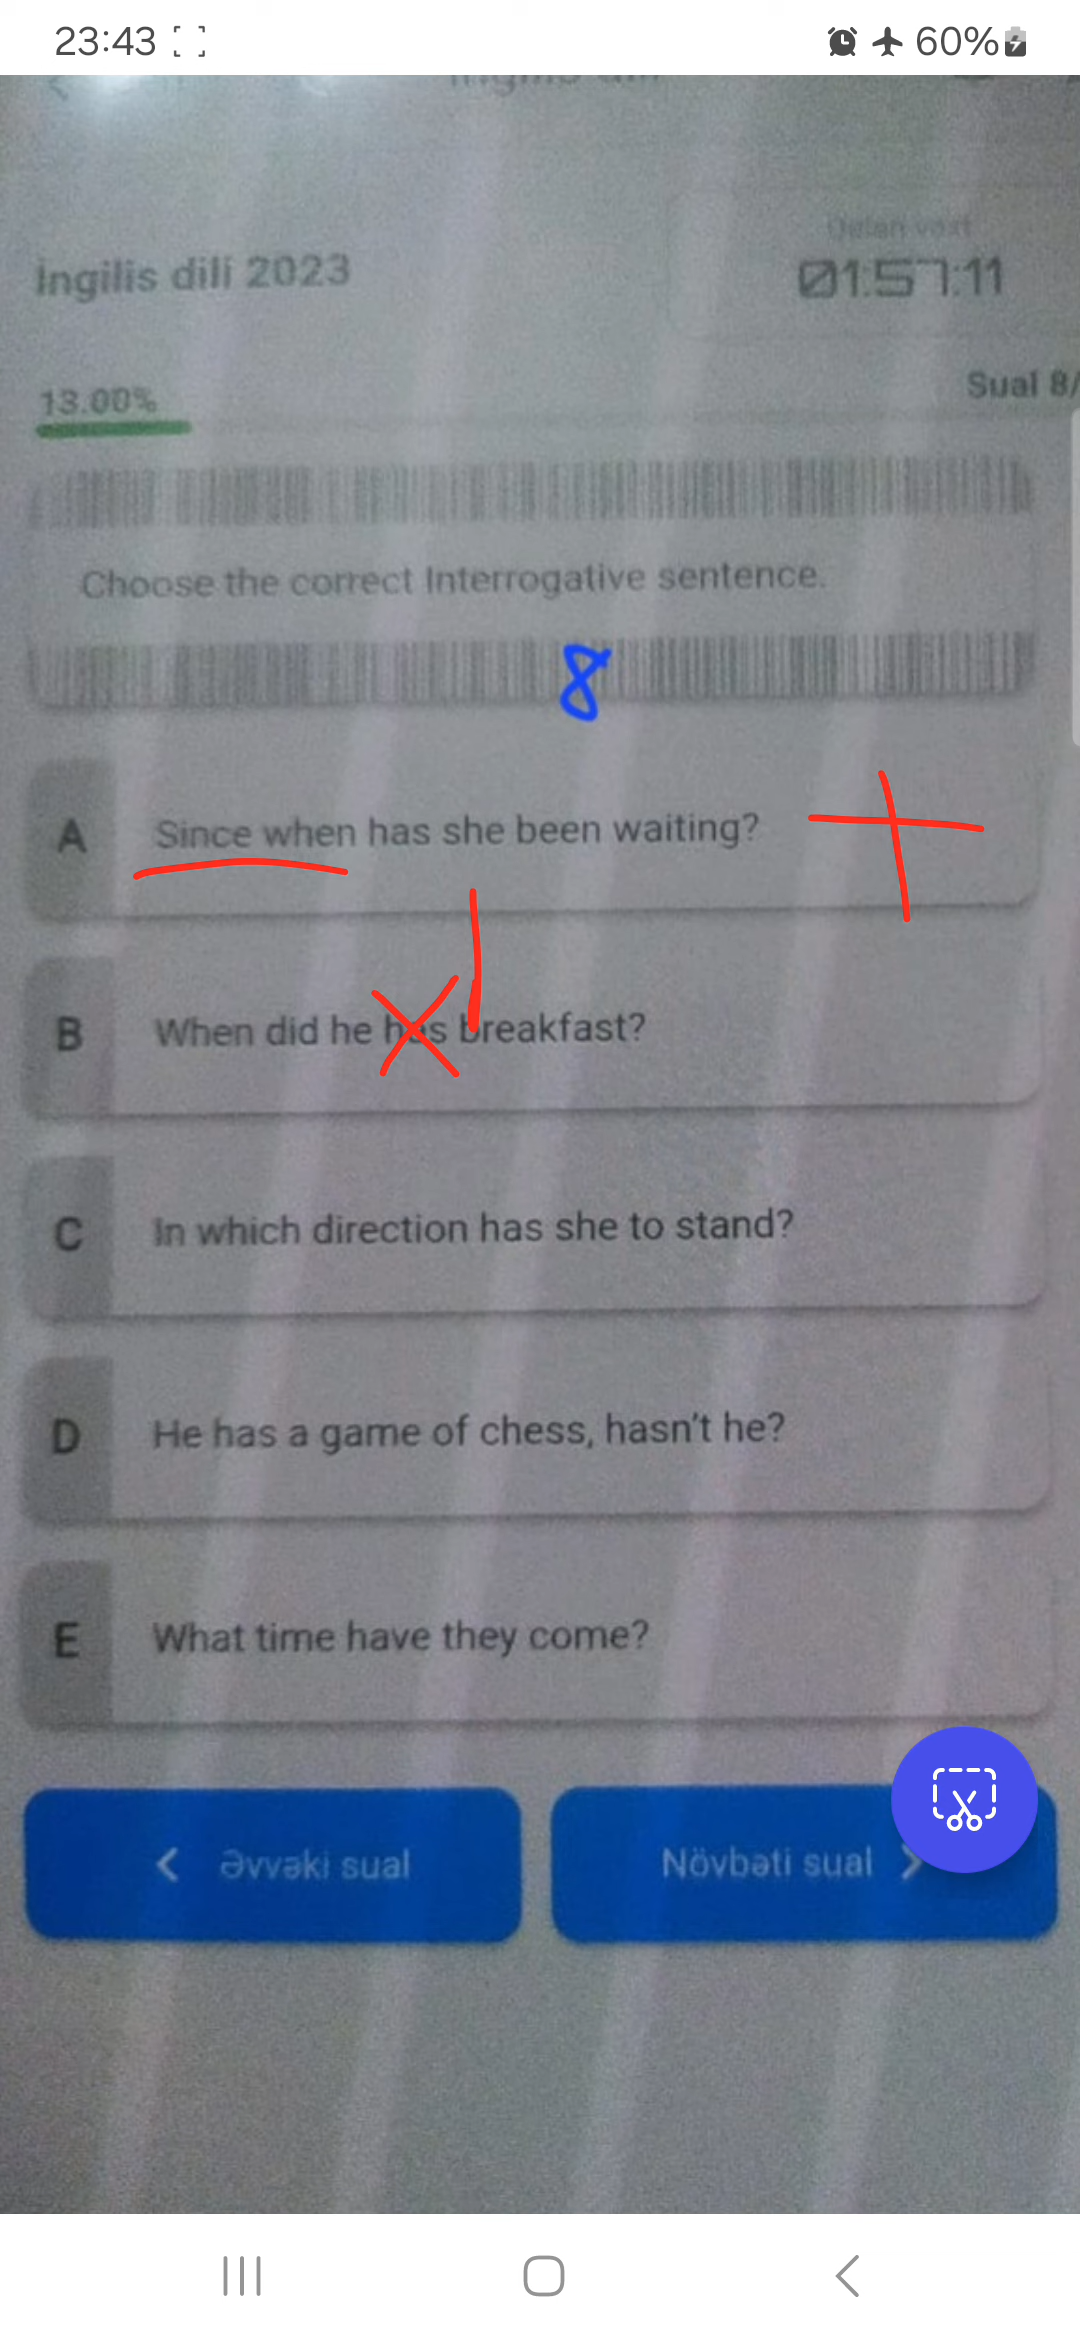 23:43
60%
İngilis dili 2023
Qalan vaxt
01:57:11
13.00%
Sual 8/
Choose the correct Interrogative sentence.
8
A Since when has she been waiting?
B When did he has breakfast?
C In which direction has she to stand?
D He has a game of chess, hasn't he?
E What time have they come?
Əvvəki sual
Növbəti sual